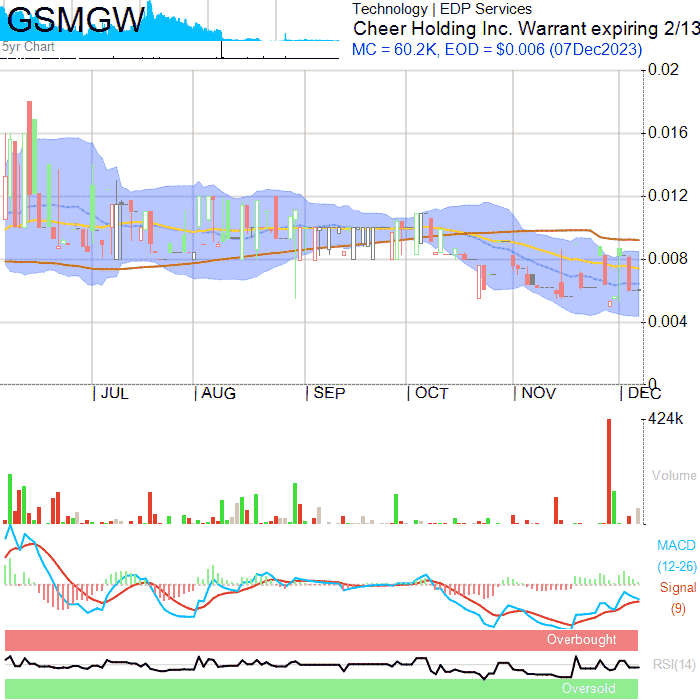 GSMGW
5yr Chart
Technology | EDP Services
Cheer Holding Inc. Warrant expiring 2/13
MC = 60.2K, EOD = $0.006 (07Dec2023)
0.02
0.016
0.012
0.008
0.004
0
JUL AUG SEP OCT NOV DEC
424k
Volume
MACD
(12-26)
Signal
(9)
Overbought
RSI(14)
Oversold